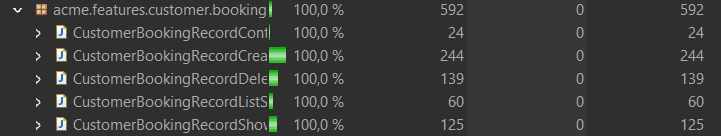 acme.features.customer.booking 100,0 % 592 0 592
CustomerBookingRecordCont 100,0 % 24 0 24
CustomerBookingRecordCrea 100,0 % 244 0 244
CustomerBookingRecordDele 100,0 % 139 0 139
CustomerBookingRecordListS 100,0 % 60 0 60
CustomerBookingRecordShov 100,0 % 125 0 125